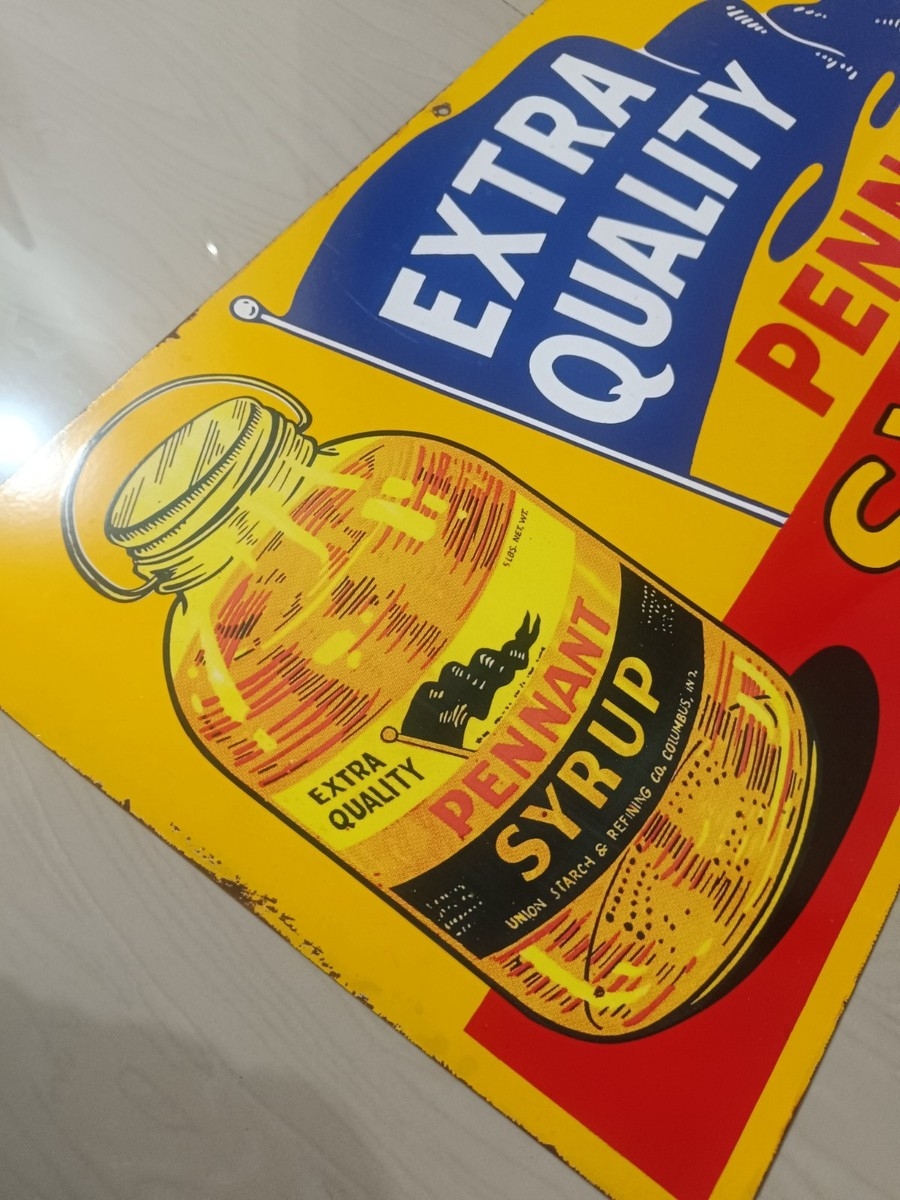 EXTRA
QUALITY
PENN
5 LBS. NET. WT.
EXTRA
QUALITY
PENNANT
SYRUP
UNION STARCH & REFINING CO. COLUMBUS, IND.